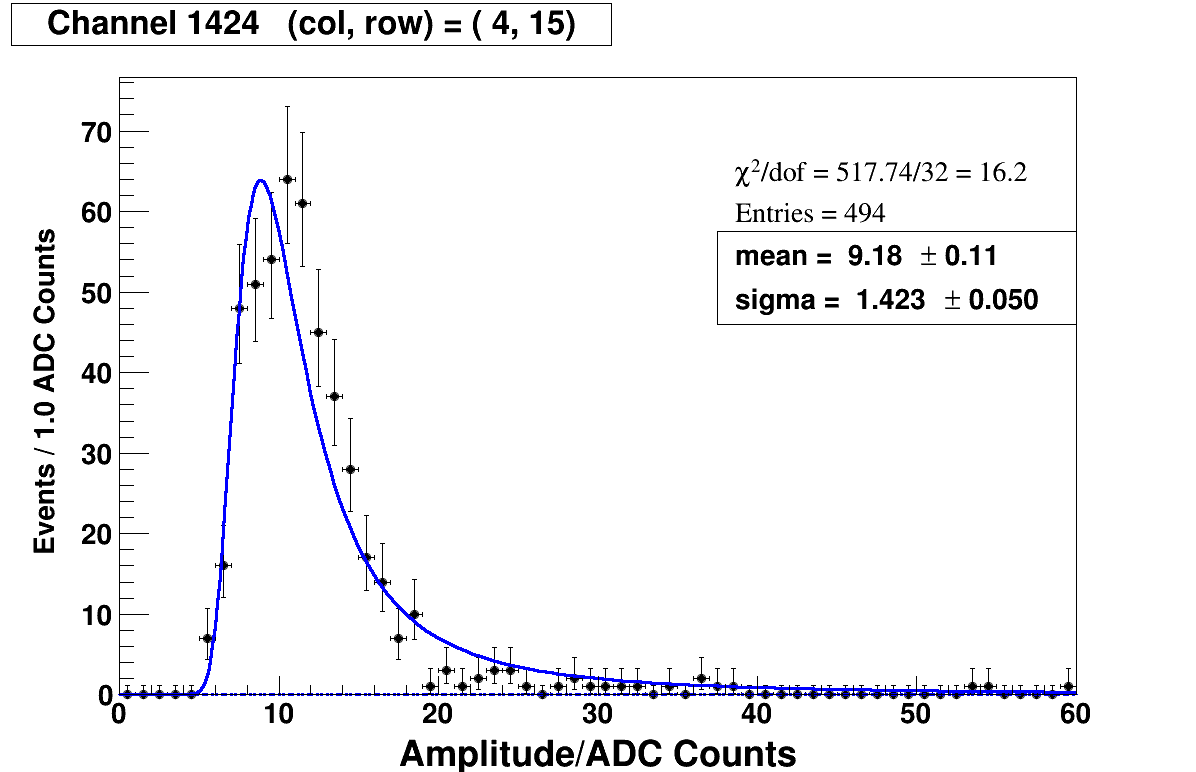 Channel 1424 (col, row) = ( 4, 15)
χ²/dof = 517.74/32 = 16.2
Entries = 494
mean = 9.18 ± 0.11
sigma = 1.423 ± 0.050
Events / 1.0 ADC Counts
70
60
50
40
30
20
10
0
0 10 20 30 40 50 60
Amplitude/ADC Counts